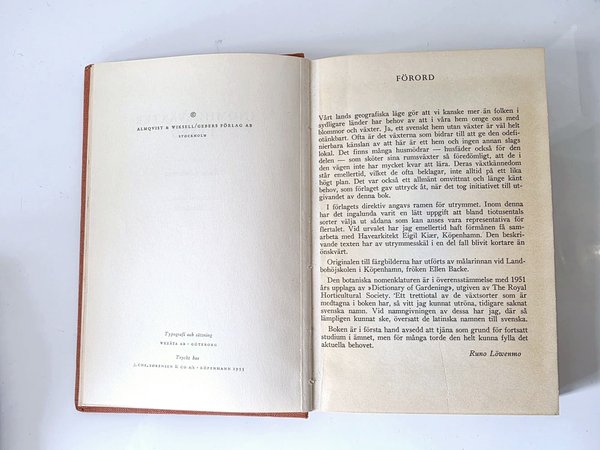 ©
ALMQVIST & WIKSELL/GEBERS FÖRLAG AB
STOCKHOLM
Typografi och sättning
WEZÄTA AB · GÖTEBORG
Tryckt hos
J. CHR. SØRENSEN & CO AS · KÖPENHAMN 1955
FÖRORD
Vårt lands geografiska läge gör att vi kanske mer än folken i
sydligare länder har behov av att i våra hem omge oss med
blommor och växter. Ja, ett svenskt hem utan växter är väl helt
otänkbart. Ofta är det växterna som bidrar till att ge den odefi-
nierbara känslan av att här är ett hem och ingen annan slags
lokal. Det finns många husmödrar — husfäder också för den
delen — som sköter sina rumsväxter så föredömligt, att de i
den vägen inte har mycket kvar att lära. Deras växtkännedom
står emellertid, vilket de ofta beklagar, inte alltid på ett lika
högt plan. Det var också ett allmänt omvittnat och länge känt
behov, som förlaget gav uttryck åt, när det tog initiativet till ut-
givandet av denna bok.
I förlagets direktiv angavs ramen för utrymmet. Inom denna
har det ingalunda varit en lätt uppgift att bland tiotusentals
sorter välja ut sådana som kan anses vara representativa för
flertalet. Vid urvalet har jag emellertid haft förmånen få sam-
arbeta med Havearkitekt Eigil Kiær, Köpenhamn. Den beskri-
vande texten har av utrymmesskäl i en del fall blivit kortare än
önskvärt.
Originalen till färgbilderna har utförts av målarinnan vid Land-
bohöjskolen i Köpenhamn, fröken Ellen Backe.
Den botaniska nomenklaturen är i överensstämmelse med 1951
års upplaga av »Dictionary of Gardening», utgiven av The Royal
Horticultural Society. Ett trettiotal av de växtsorter som är
medtagna i boken har, såvitt jag kunnat utröna, tidigare saknat
svenska namn. Vid namngivningen av dessa har jag, där så
lämpligen kunnat ske, översatt de latinska namnen till svenska.
Boken är i första hand avsedd att tjäna som grund för fortsatt
studium i ämnet, men för många torde den helt kunna fylla det
aktuella behovet.
Runo Löwenmo